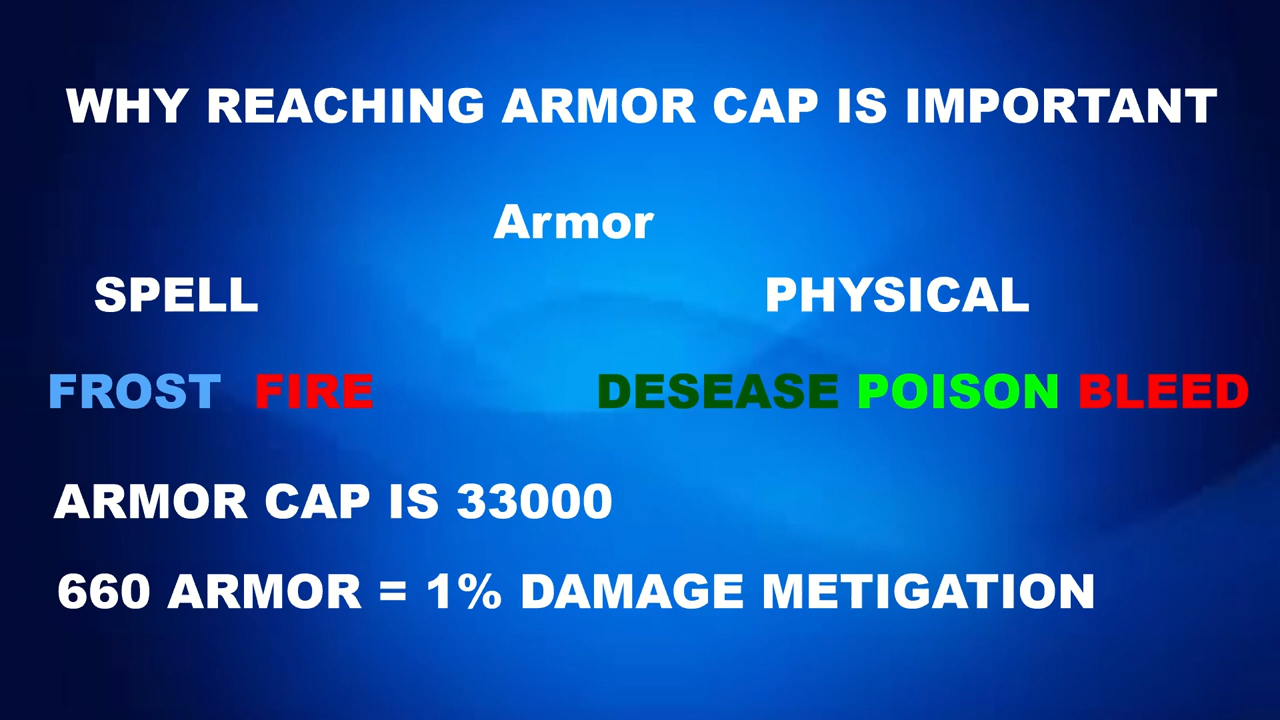 WHY REACHING ARMOR CAP IS IMPORTANT
Armor
SPELL PHYSICAL
FROST FIRE DESEASE POISON BLEED
ARMOR CAP IS 33000
660 ARMOR = 1% DAMAGE METIGATION